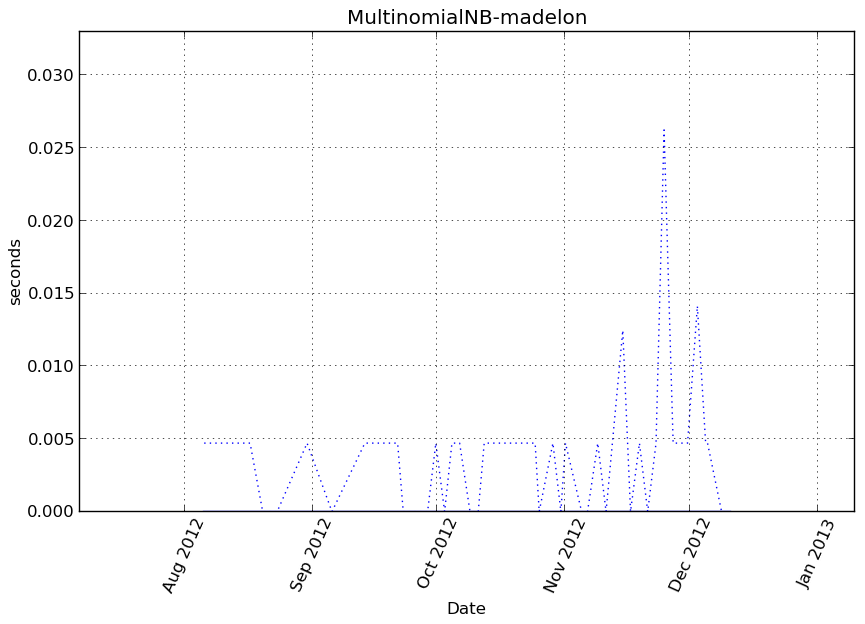 MultinomialNB-madelon
0.030
0.025
0.020
0.015
0.010
0.005
0.000
seconds
Aug 2012
Sep 2012
Oct 2012
Nov 2012
Dec 2012
Jan 2013
Date